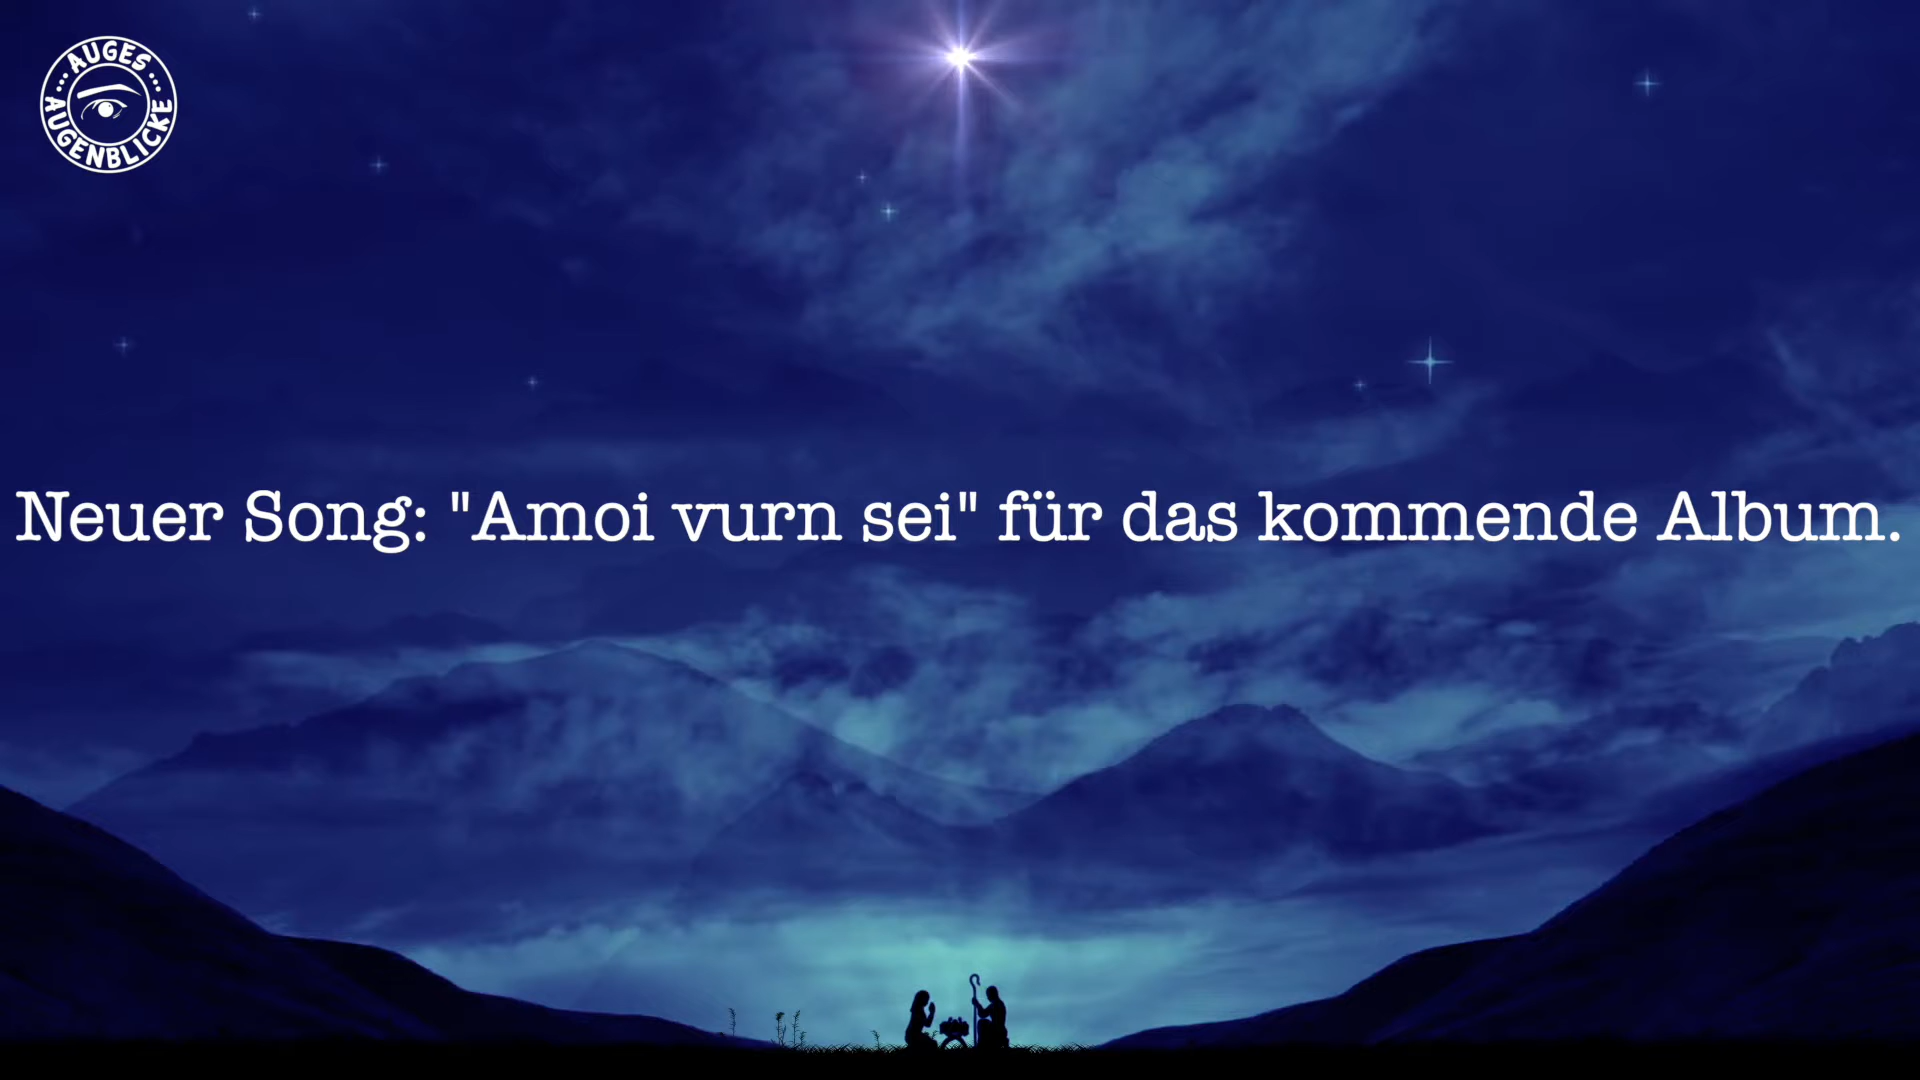 AUGES
AUGENBLICKE
Neuer Song: "Amoi vurn sei" für das kommende Album.